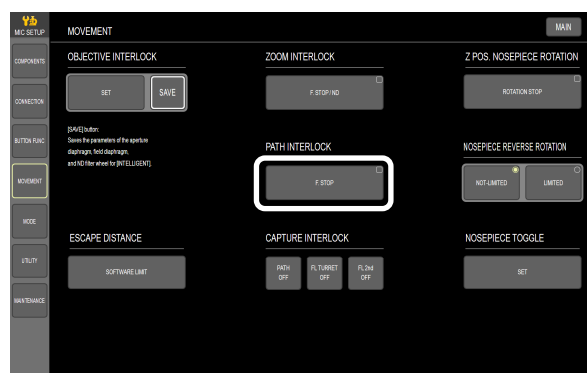 MIC SETUP
MOVEMENT
MAIN
COMPONENTS
CONNECTION
BUTTON FUNC
MOVEMENT
MODE
UTILITY
MAINTENANCE
OBJECTIVE INTERLOCK
SET
SAVE
[SAVE] button:
Saves the parameters of the aperture
diaphragm, field diaphragm,
and ND filter wheel for [INTELLIGENT].
ESCAPE DISTANCE
SOFTWARE LIMIT
ZOOM INTERLOCK
F. STOP/ND
PATH INTERLOCK
F. STOP
CAPTURE INTERLOCK
PATH
OFF
FL TURRET
OFF
FL 2nd
OFF
Z POS. NOSEPIECE ROTATION
ROTATION STOP
NOSEPIECE REVERSE ROTATION
NOT-LIMITED
LIMITED
NOSEPIECE TOGGLE
SET